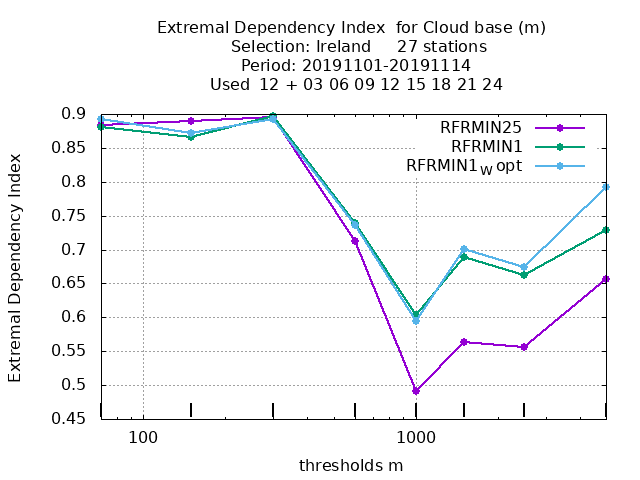 Extremal Dependency Index  for Cloud base (m)
Selection: Ireland     27 stations
Period: 20191101-20191114
Used  12 + 03 06 09 12 15 18 21 24
RFRMIN25
RFRMIN1
RFRMIN1W opt
Extremal Dependency Index
0.9
0.85
0.8
0.75
0.7
0.65
0.6
0.55
0.5
0.45
100
1000
thresholds m